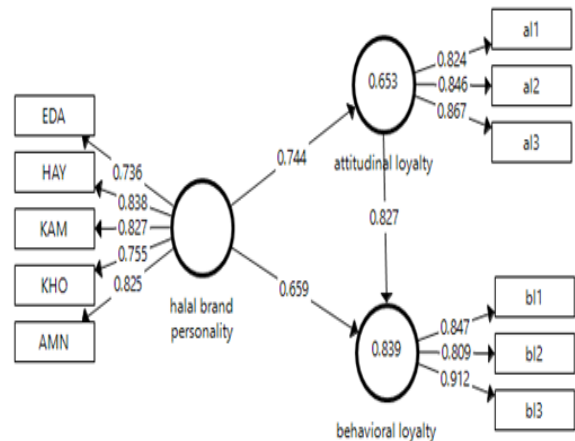 al1
0.824
0.653
0.846
al2
0.867
al3
attitudinal loyalty
EDA
0.736
HAY
0.838
KAM
0.827
KHO
0.755
0.825
AMN
halal brand
personality
0.744
0.827
0.659
bl1
0.847
0.839
0.809
bl2
0.912
bl3
behavioral loyalty